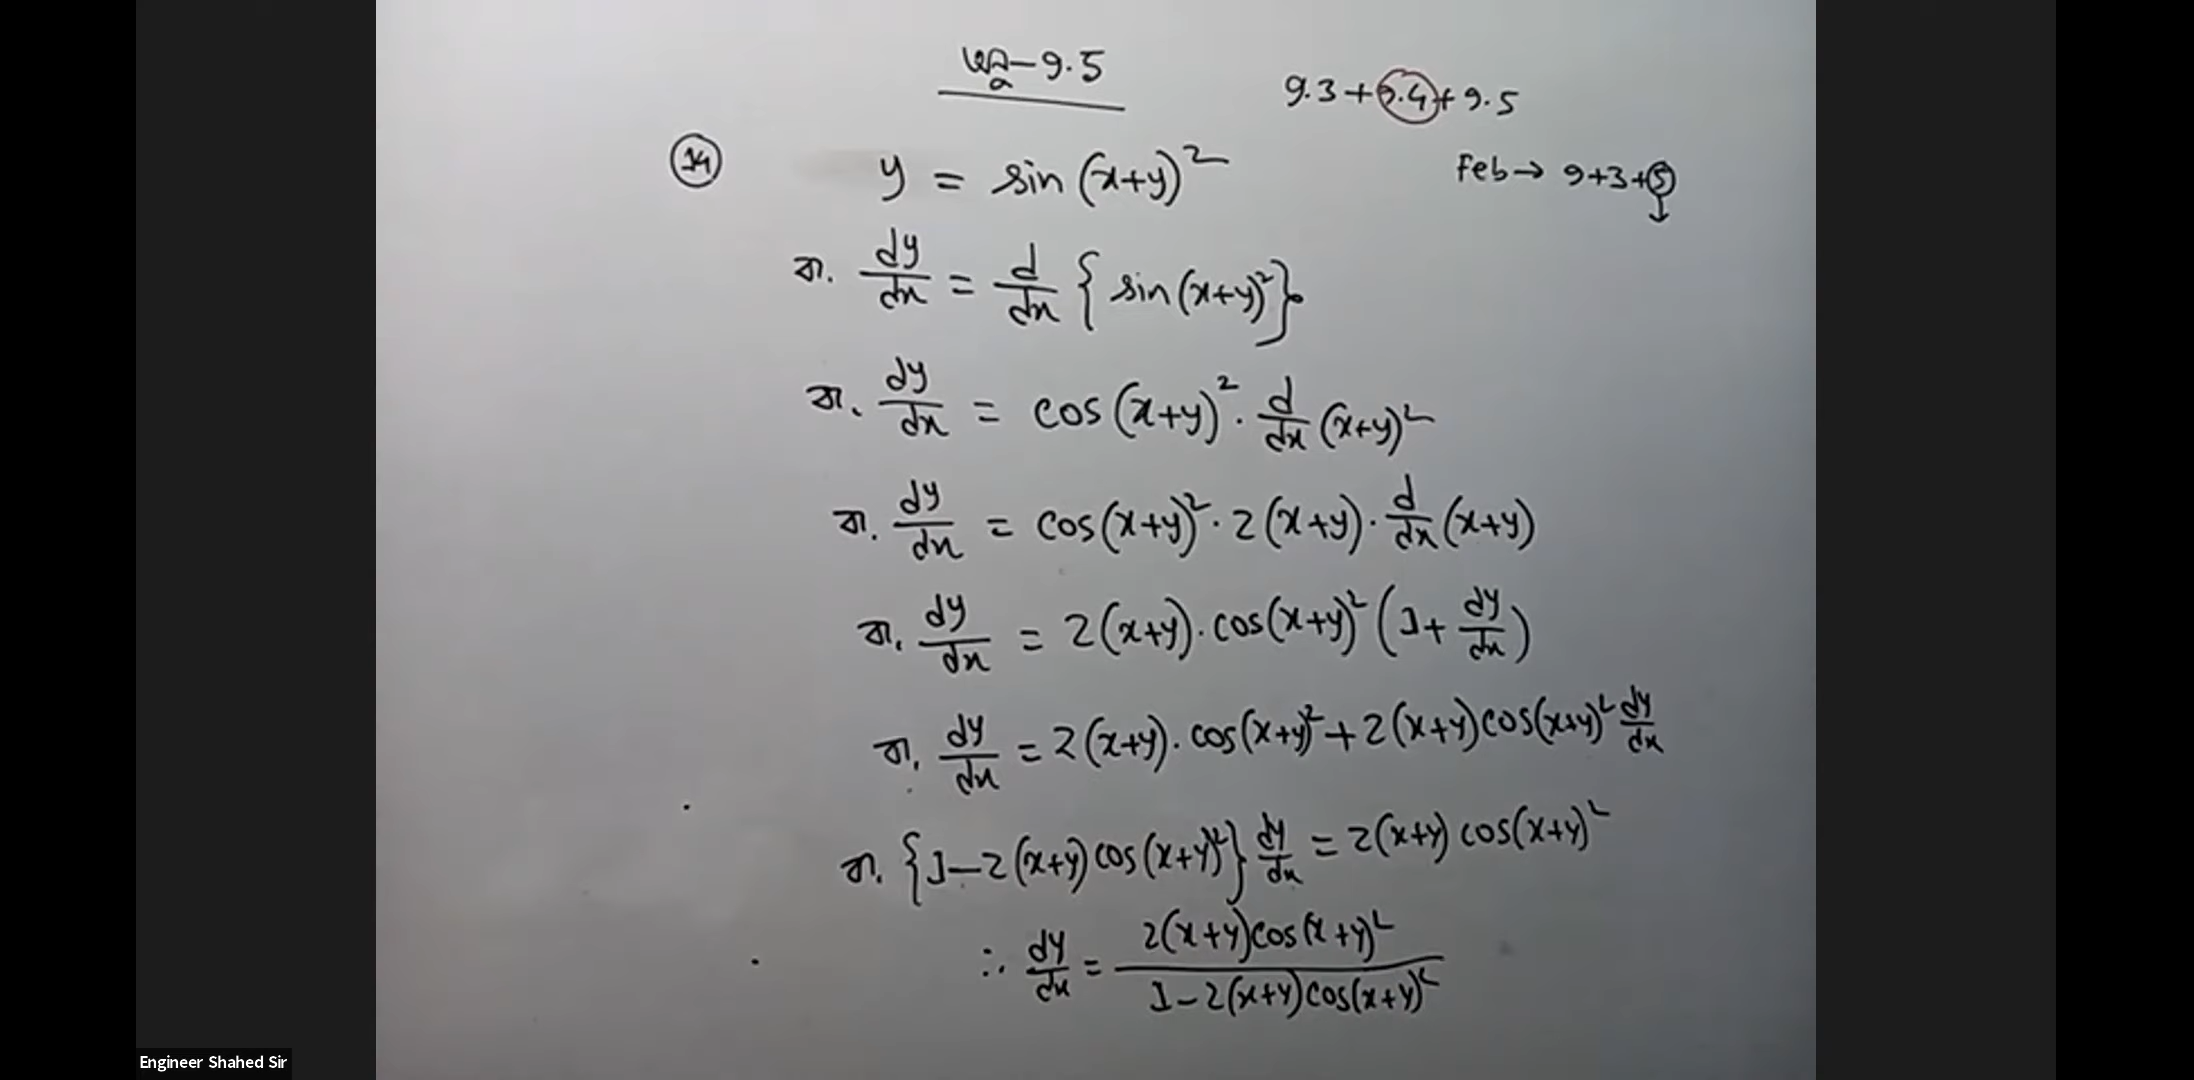 অনু-9.5
9.3+9.4+9.5
14
y = sin(x+y)²
Feb→ 9+3+5
বা. dy/dx = d/dx {sin(x+y)²}
বা. dy/dx = cos(x+y)² . d/dx (x+y)²
বা. dy/dx = cos(x+y)² . 2(x+y) . d/dx (x+y)
বা. dy/dx = 2(x+y) . cos(x+y)² (1+ dy/dx)
বা. dy/dx = 2(x+y) . cos(x+y)² + 2(x+y)cos(x+y)² dy/dx
বা. {1-2(x+y)cos(x+y)²} dy/dx = 2(x+y) cos(x+y)²
∴ dy/dx = 2(x+y)cos(x+y)² / 1-2(x+y)cos(x+y)²
Engineer Shahed Sir